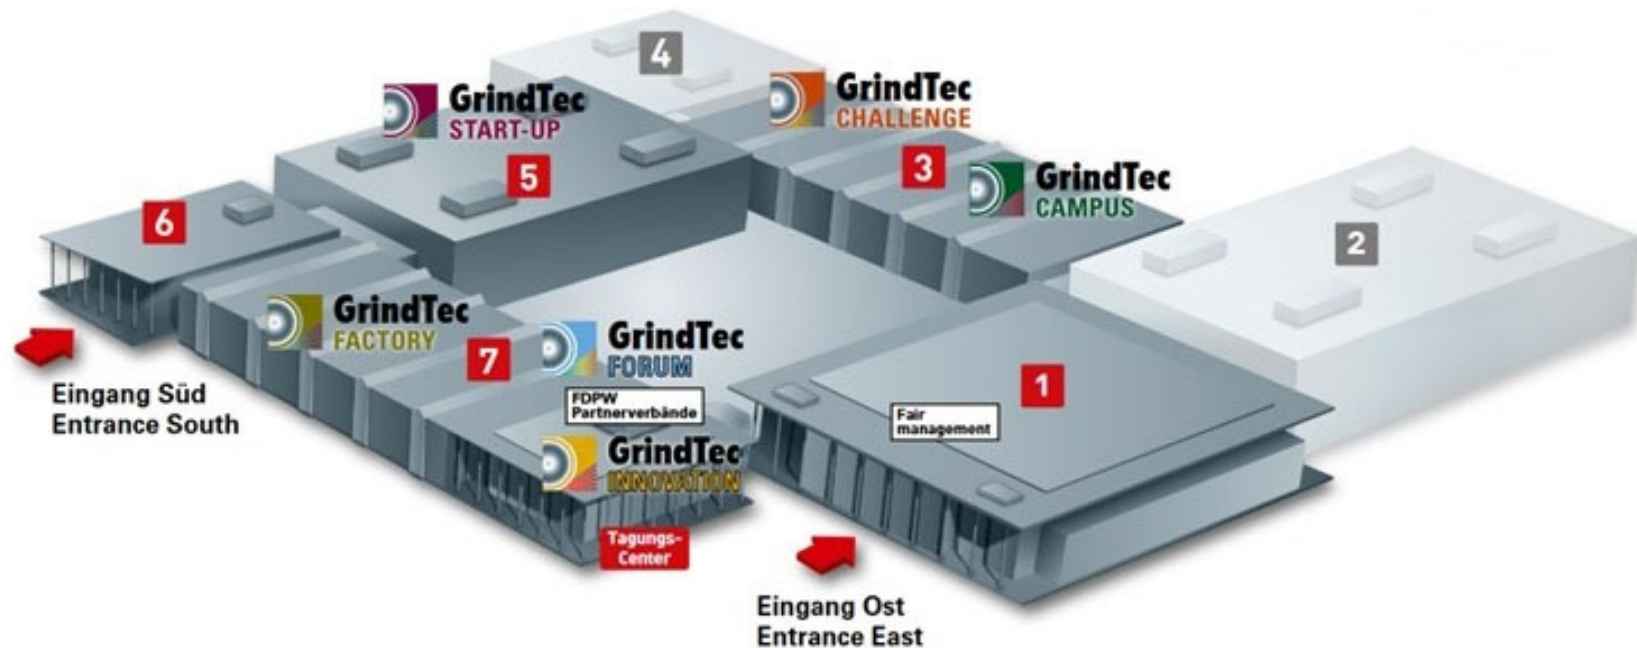 4
GrindTec
START-UP
GrindTec
CHALLENGE
5
3
GrindTec
CAMPUS
6
2
GrindTec
FACTORY
7
GrindTec
FORUM
1
FDPW
Partnerverbände
Fair
management
Eingang Süd
Entrance South
GrindTec
INNOVATION
Tagungs-
Center
Eingang Ost
Entrance East